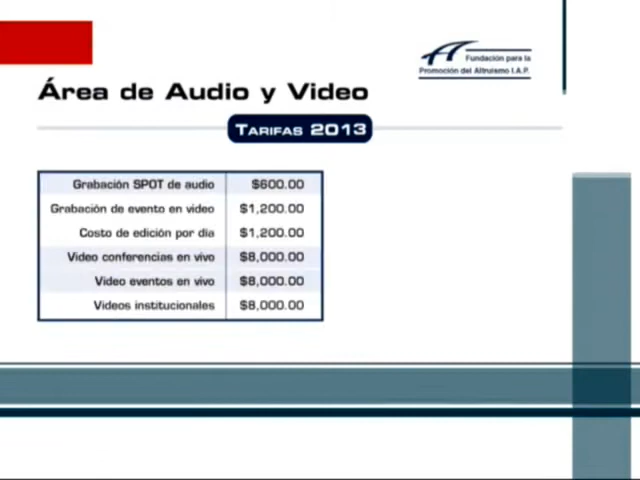 Fundación para la
Promoción del Altruismo I.A.P.
Área de Audio y Video
TARIFAS 2013
Grabación SPOT de audio $600.00
Grabación de evento en video $1,200.00
Costo de edición por día $1,200.00
Video conferencias en vivo $8,000.00
Video eventos en vivo $8,000.00
Videos institucionales $8,000.00